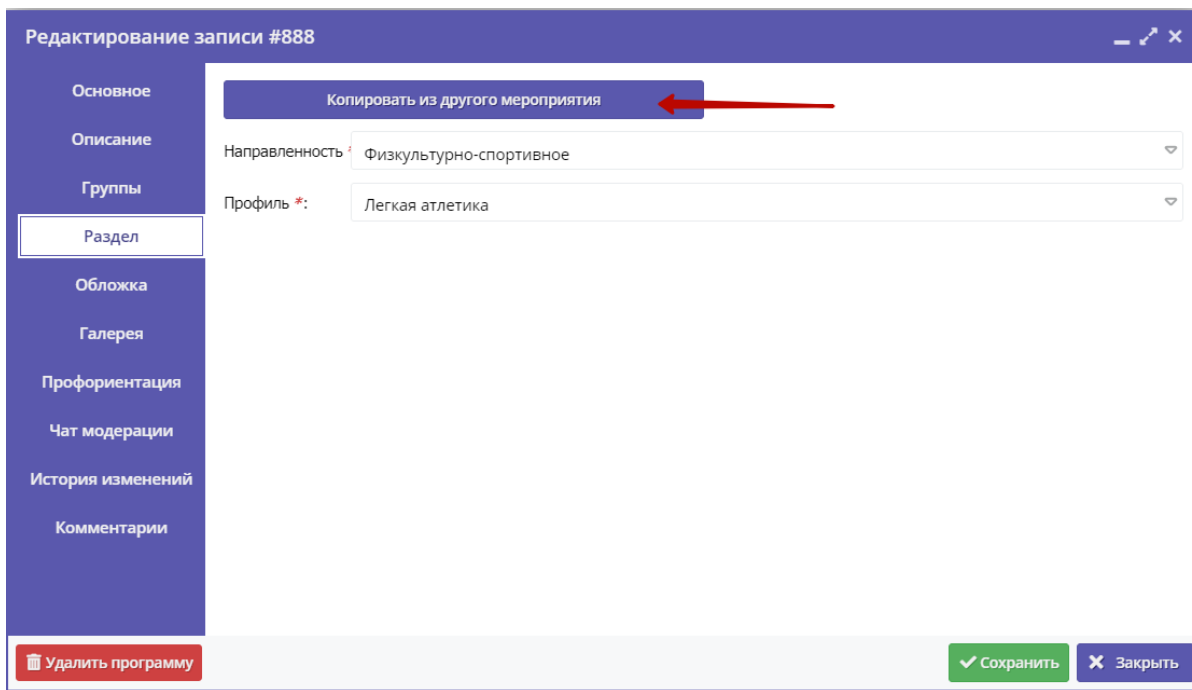 Редактирование записи #888
Основное
Описание
Группы
Раздел
Обложка
Галерея
Профориентация
Чат модерации
История изменений
Комментарии
Копировать из другого мероприятия
Направленность * Физкультурно-спортивное
Профиль *: Легкая атлетика
Удалить программу
Сохранить
Закрыть